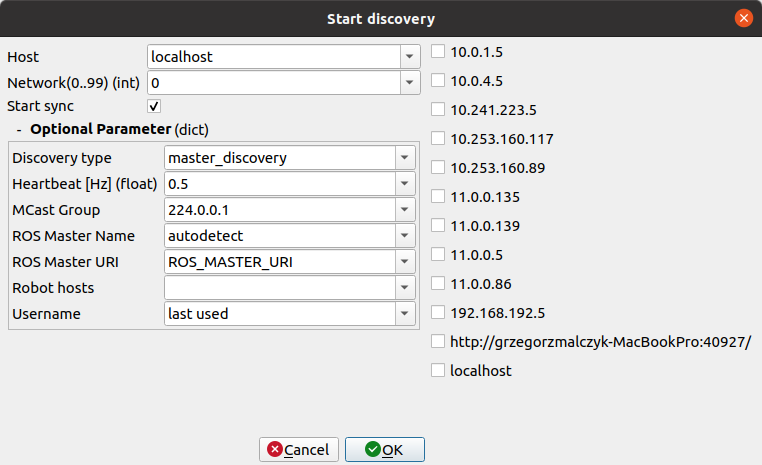 Start discovery
Host localhost
Network(0..99) (int) 0
Start sync
- Optional Parameter (dict)
Discovery type master_discovery
Heartbeat [Hz] (float) 0.5
MCast Group 224.0.0.1
ROS Master Name autodetect
ROS Master URI ROS_MASTER_URI
Robot hosts
Username last used
10.0.1.5
10.0.4.5
10.241.223.5
10.253.160.117
10.253.160.89
11.0.0.135
11.0.0.139
11.0.0.5
11.0.0.86
192.168.192.5
http://grzegorzmalczyk-MacBookPro:40927/
localhost
Cancel OK